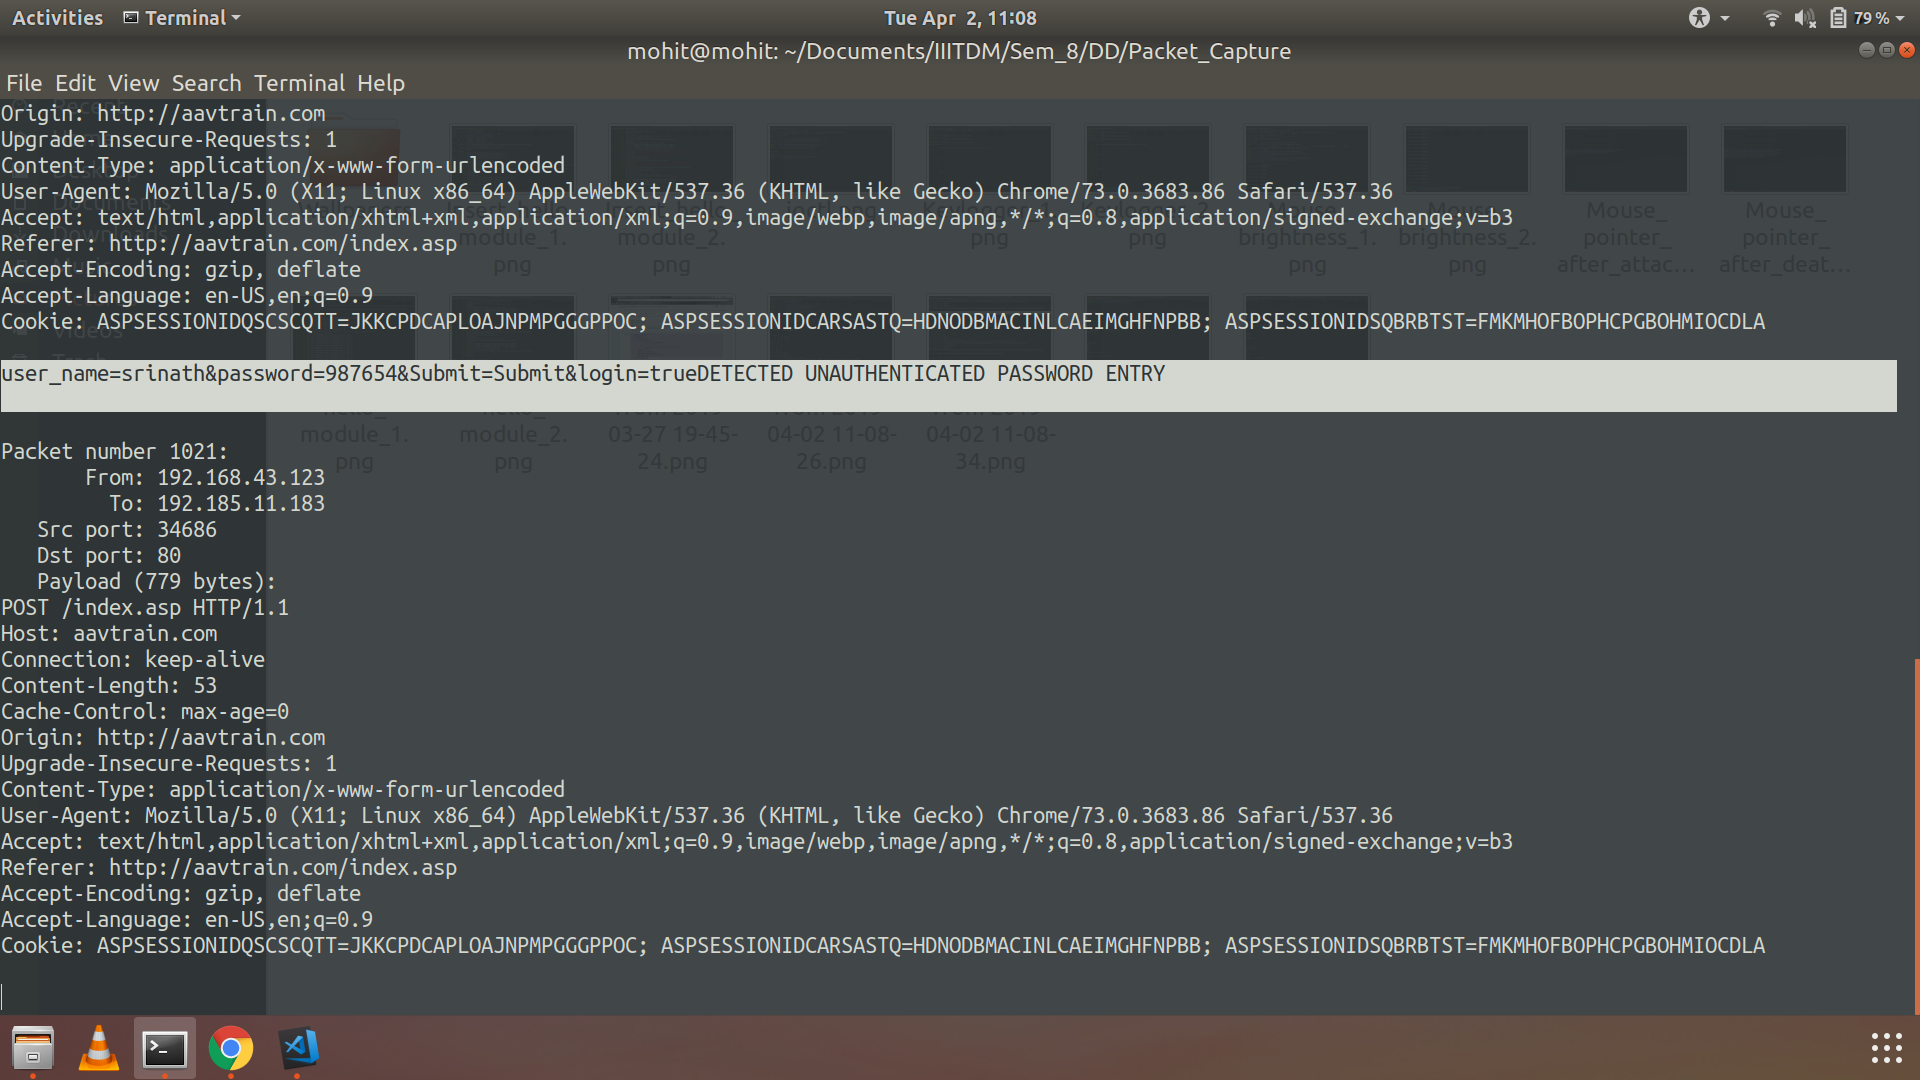 Activities Terminal Tue Apr 2, 11:08 79 %
mohit@mohit: ~/Documents/IIITDM/Sem_8/DD/Packet_Capture
File Edit View Search Terminal Help
Origin: http://aavtrain.com
Upgrade-Insecure-Requests: 1
Content-Type: application/x-www-form-urlencoded
User-Agent: Mozilla/5.0 (X11; Linux x86_64) AppleWebKit/537.36 (KHTML, like Gecko) Chrome/73.0.3683.86 Safari/537.36
Accept: text/html,application/xhtml+xml,application/xml;q=0.9,image/webp,image/apng,*/*;q=0.8,application/signed-exchange;v=b3
Referer: http://aavtrain.com/index.asp
Accept-Encoding: gzip, deflate
Accept-Language: en-US,en;q=0.9
Cookie: ASPSESSIONIDQSCSCQTT=JKKCPDCAPLOAJNPMPGGGPPOC; ASPSESSIONIDCARSASTQ=HDNODBMACINLCAEIMGHFNPBB; ASPSESSIONIDSQBRBTST=FMKMHOFBOPHCPGBOHMIOCDLA
user_name=srinath&password=987654&Submit=Submit&login=trueDETECTED UNAUTHENTICATED PASSWORD ENTRY
Packet number 1021:
From: 192.168.43.123
To: 192.185.11.183
Src port: 34686
Dst port: 80
Payload (779 bytes):
POST /index.asp HTTP/1.1
Host: aavtrain.com
Connection: keep-alive
Content-Length: 53
Cache-Control: max-age=0
Origin: http://aavtrain.com
Upgrade-Insecure-Requests: 1
Content-Type: application/x-www-form-urlencoded
User-Agent: Mozilla/5.0 (X11; Linux x86_64) AppleWebKit/537.36 (KHTML, like Gecko) Chrome/73.0.3683.86 Safari/537.36
Accept: text/html,application/xhtml+xml,application/xml;q=0.9,image/webp,image/apng,*/*;q=0.8,application/signed-exchange;v=b3
Referer: http://aavtrain.com/index.asp
Accept-Encoding: gzip, deflate
Accept-Language: en-US,en;q=0.9
Cookie: ASPSESSIONIDQSCSCQTT=JKKCPDCAPLOAJNPMPGGGPPOC; ASPSESSIONIDCARSASTQ=HDNODBMACINLCAEIMGHFNPBB; ASPSESSIONIDSQBRBTST=FMKMHOFBOPHCPGBOHMIOCDLA